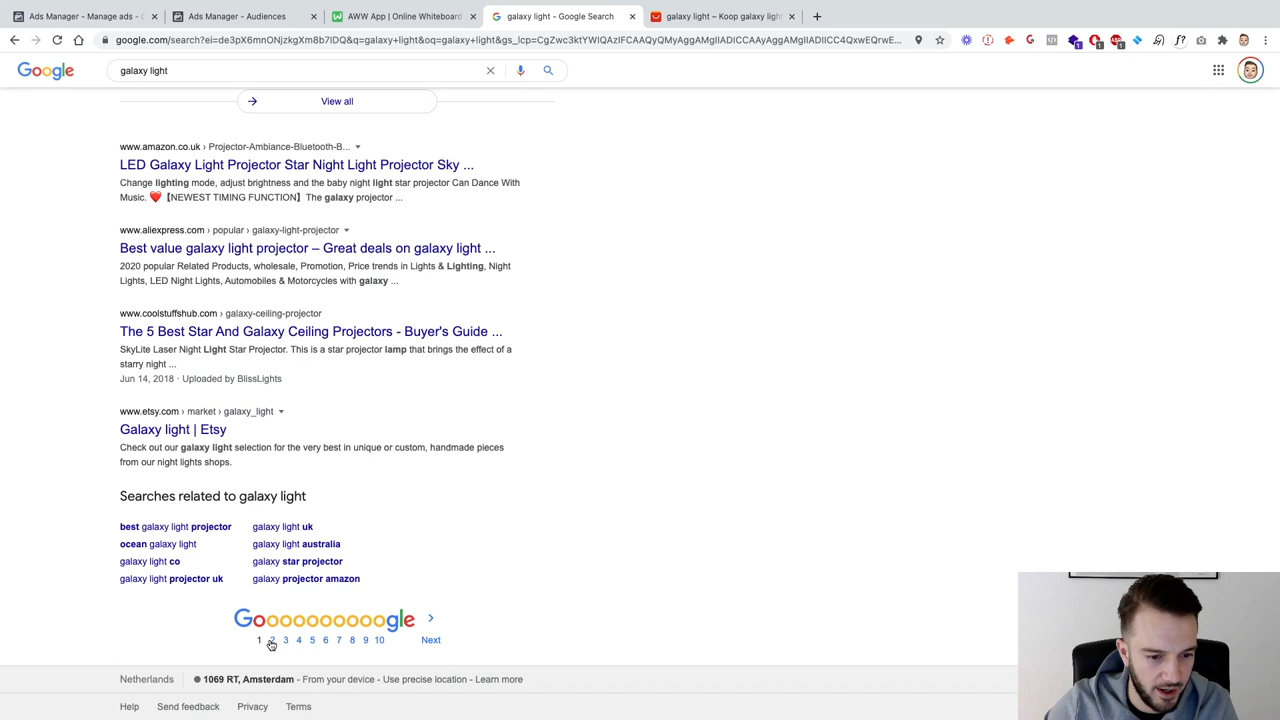 Ads Manager - Manage ads -
Ads Manager - Audiences
AWW App | Online Whiteboard
galaxy light - Google Search
galaxy light – Koop galaxy light
google.com/search?ei=de3pX6mnONjzkgXm8b7IDQ&q=galaxy+light&oq=galaxy+light&gs_lcp=CgZwc3ktYWIQAzIFCAAQyQMyAggAMgIIADICCAAyAggAMgIIADICCAAyAggAMgIIADIICC4QxwEQrwE...
Google
galaxy light
View all
www.amazon.co.uk › Projector-Ambiance-Bluetooth-B...
LED Galaxy Light Projector Star Night Light Projector Sky ...
Change lighting mode, adjust brightness and the baby night light star projector Can Dance With
Music. ❤️【NEWEST TIMING FUNCTION】The galaxy projector ...
www.aliexpress.com › popular › galaxy-light-projector
Best value galaxy light projector – Great deals on galaxy light ...
2020 popular Related Products, wholesale, Promotion, Price trends in Lights & Lighting, Night
Lights, LED Night Lights, Automobiles & Motorcycles with galaxy ...
www.coolstuffshub.com › galaxy-ceiling-projector
The 5 Best Star And Galaxy Ceiling Projectors - Buyer's Guide ...
SkyLite Laser Night Light Star Projector. This is a star projector lamp that brings the effect of a
starry night ...
Jun 14, 2018 · Uploaded by BlissLights
www.etsy.com › market › galaxy_light
Galaxy light | Etsy
Check out our galaxy light selection for the very best in unique or custom, handmade pieces
from our night lights shops.
Searches related to galaxy light
best galaxy light projector
galaxy light uk
ocean galaxy light
galaxy light australia
galaxy light co
galaxy star projector
galaxy light projector uk
galaxy projector amazon
Goooooooooogle
1 2 3 4 5 6 7 8 9 10 Next
Netherlands
1069 RT, Amsterdam - From your device - Use precise location - Learn more
Help Send feedback Privacy Terms